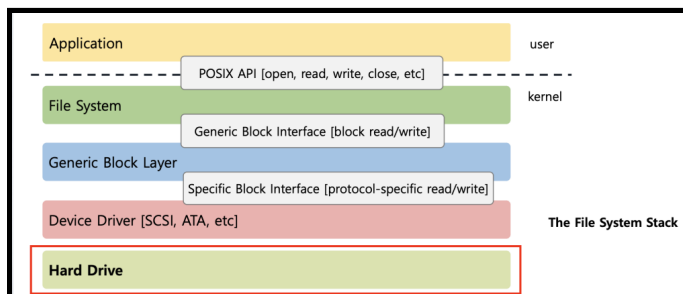 Application
user
POSIX API [open, read, write, close, etc]
kernel
File System
Generic Block Interface [block read/write]
Generic Block Layer
Specific Block Interface [protocol-specific read/write]
Device Driver [SCSI, ATA, etc]
The File System Stack
Hard Drive